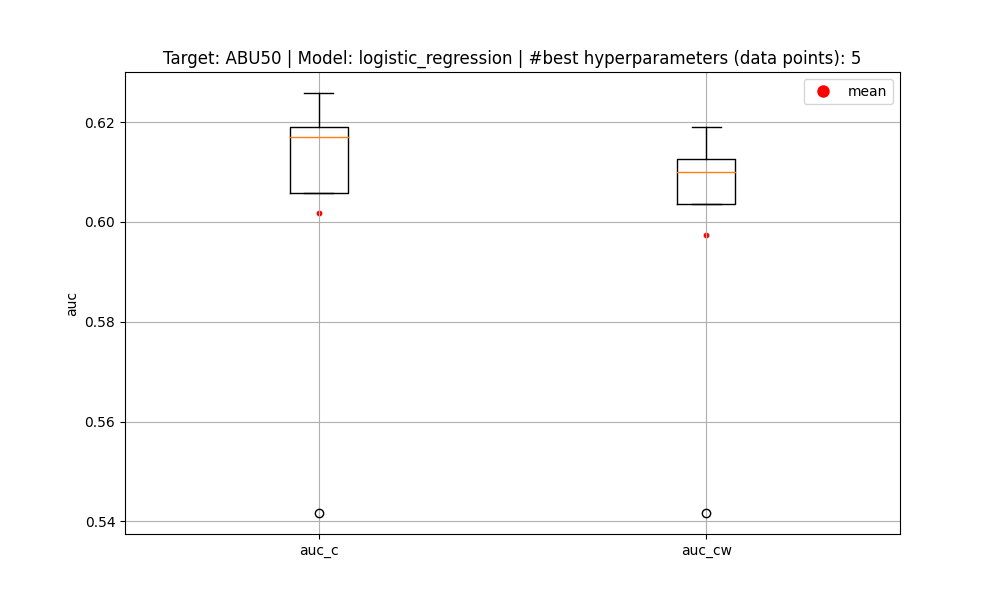 Target: ABU50 | Model: logistic_regression | #best hyperparameters (data points): 5
mean
0.62
0.60
0.58
0.56
0.54
auc
auc_c
auc_cw